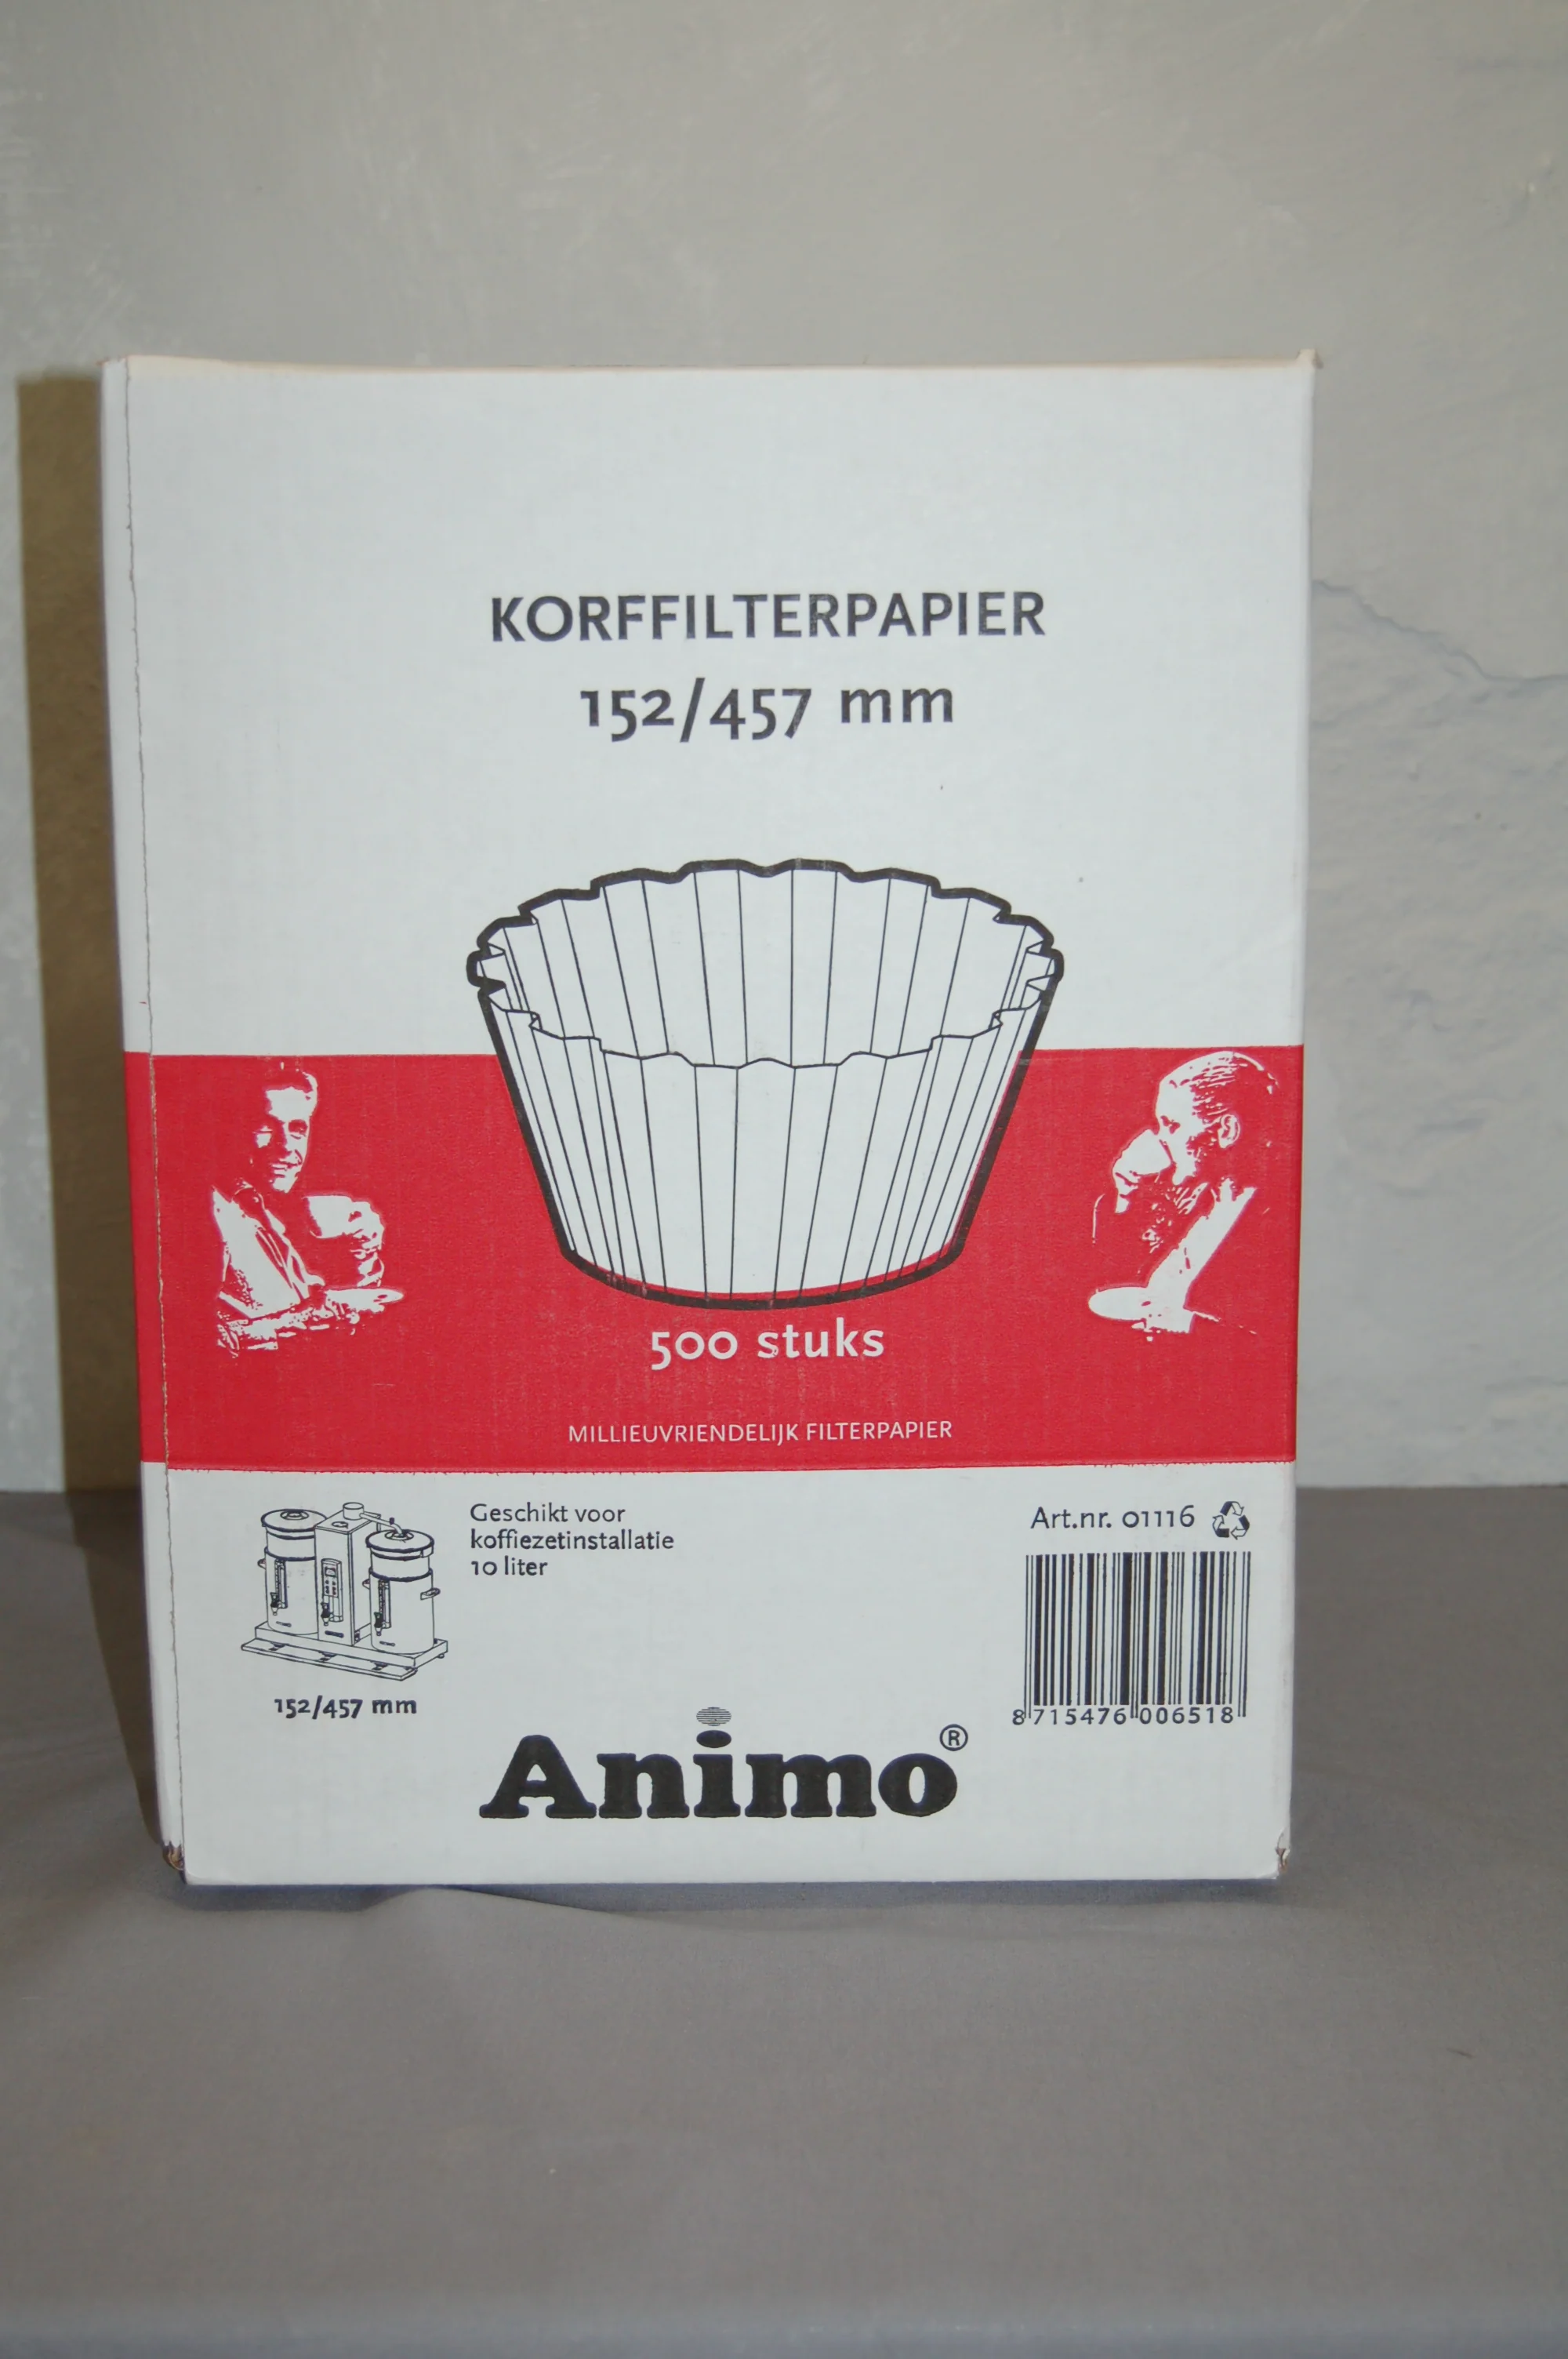 KORFFILTERPAPIER
152/457 mm
500 stuks
MILLIEUVRIENDELIJK FILTERPAPIER
Geschikt voor
koffiezetinstallatie
10 liter
152/457 mm
Art.nr. 01116
8 715476 006518
Animo®